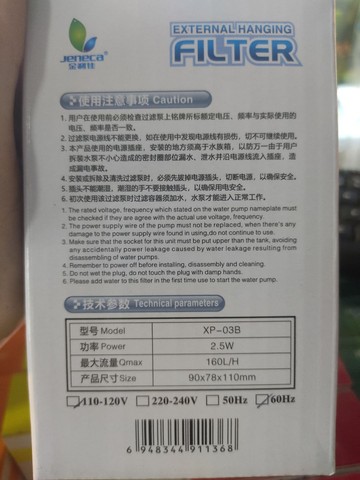 EXTERNAL HANGING
FILTER
Jeneca
使用注意事项 Caution
1. 用户在使用前必须检查过滤泵上铭牌所标额定电压、频率与实际使用的
电压、频率是否一致。
2. 过滤泵电源线不能更换，如在使用中发现电源线有损伤，切不可继续使用。
3. 本产品使用的电源插座，安装的地方须高于水族箱，以防万一由于用户
拆装水泵不小心造成的密封圈部位漏水，泄水并沿电源线流入插座，造
成漏电事故。
4. 安装或拆除及清洗过滤泵时，必须先拔掉电源插头，切断电源，以确保安全。
5. 插头不能潮湿，潮湿的手不要接触插头，以确保用电安全。
6. 初次使用该过滤泵时过滤容器须加水，水泵才能进入正常工作。
1. The rated voltage, frequency which stated on the water pump nameplate must
be checked if they are agree with the actual use voltage, frequency.
2. The power supply wire of the pump must not be replaced, when there's any
damage to the power supply wire found in using,do not continue to use.
3. Make sure that the socket for this unit must be put upper than the tank, avoiding
any accidentally power leakage caused by water leakage resulting from
disassembling of water pumps.
4. Remember to power off before installing, disassembly and cleaning.
5. Do not wet the plug, do not touch the plug with damp hands.
6. Please add water to this filter in the first time use to start the water pump.
技术参数 Technical parameters
型号 Model XP-03B
功率 Power 2.5W
最大流量 Qmax 160L/H
产品尺寸 Size 90x78x110mm
110-120V 220-240V 50Hz 60Hz
6 948344 911368